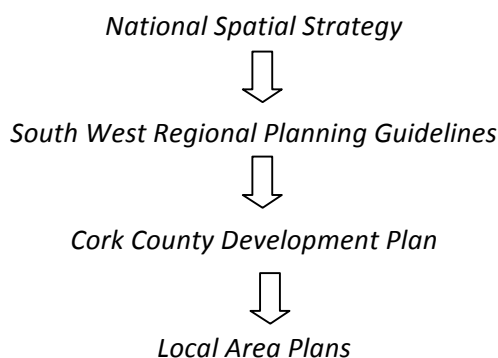 National Spatial Strategy
South West Regional Planning Guidelines
Cork County Development Plan
Local Area Plans